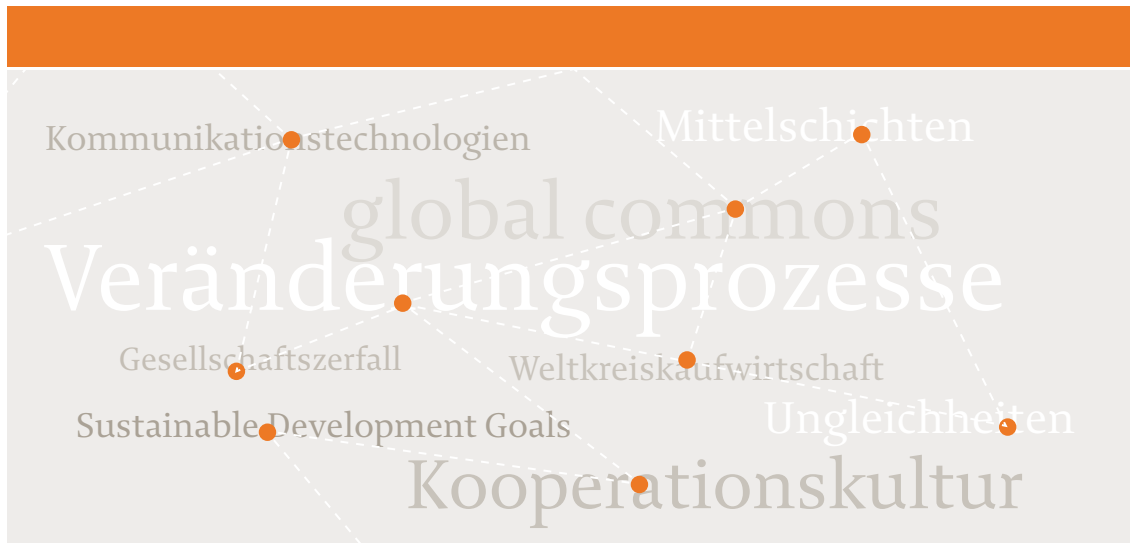 Kommunikationstechnologien
Mittelschichten
global commons
Veränderungsprozesse
Gesellschaftszerfall
Weltkreiskaufwirtschaft
Sustainable Development Goals
Ungleichheiten
Kooperationskultur